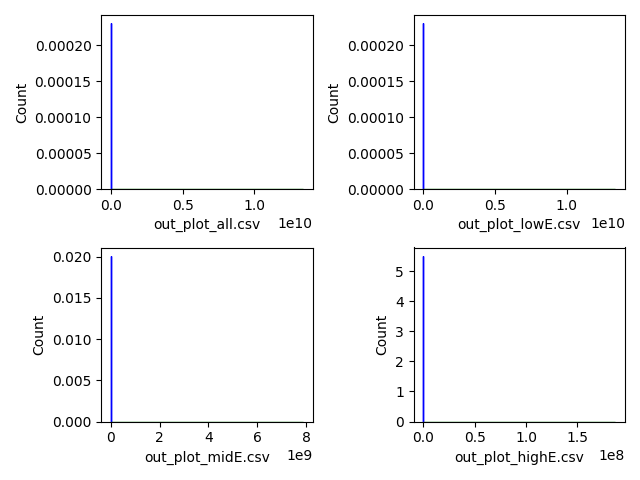 0.00020
0.00015
0.00010
0.00005
0.00000
Count
0.0 0.5 1.0
1e10
out_plot_all.csv
0.00020
0.00015
0.00010
0.00005
0.00000
Count
0.0 0.5 1.0
1e10
out_plot_lowE.csv
0.020
0.015
0.010
0.005
0.000
Count
0 2 4 6 8
1e9
out_plot_midE.csv
5
4
3
2
1
0
Count
0.0 0.5 1.0 1.5
1e8
out_plot_highE.csv